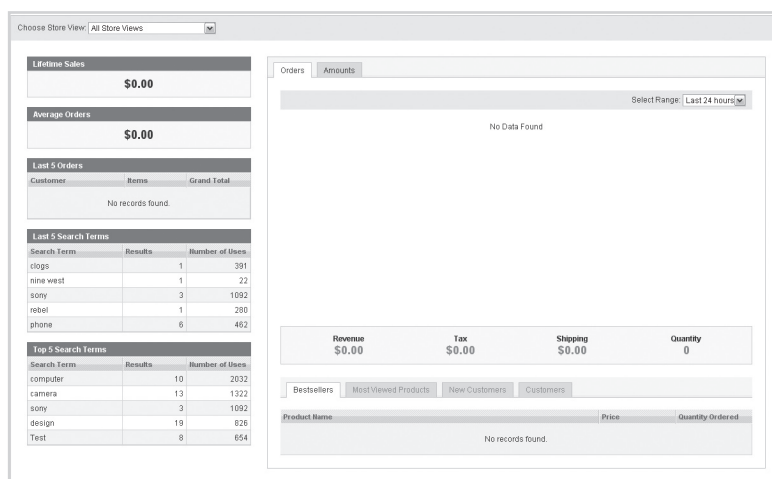 Choose Store View: All Store Views
Lifetime Sales
$0.00
Average Orders
$0.00
Last 5 Orders
Customer Items Grand Total
No records found.
Last 5 Search Terms
Search Term Results Number of Uses
clogs 1 391
nine west 1 22
sony 3 1092
rebel 1 280
phone 6 462
Top 5 Search Terms
Search Term Results Number of Uses
computer 10 2032
camera 13 1322
sony 3 1092
design 19 826
Test 8 654
Orders Amounts
Select Range: Last 24 hours
No Data Found
Revenue Tax Shipping Quantity
$0.00 $0.00 $0.00 0
Bestsellers Most Viewed Products New Customers Customers
Product Name Price Quantity Ordered
No records found.